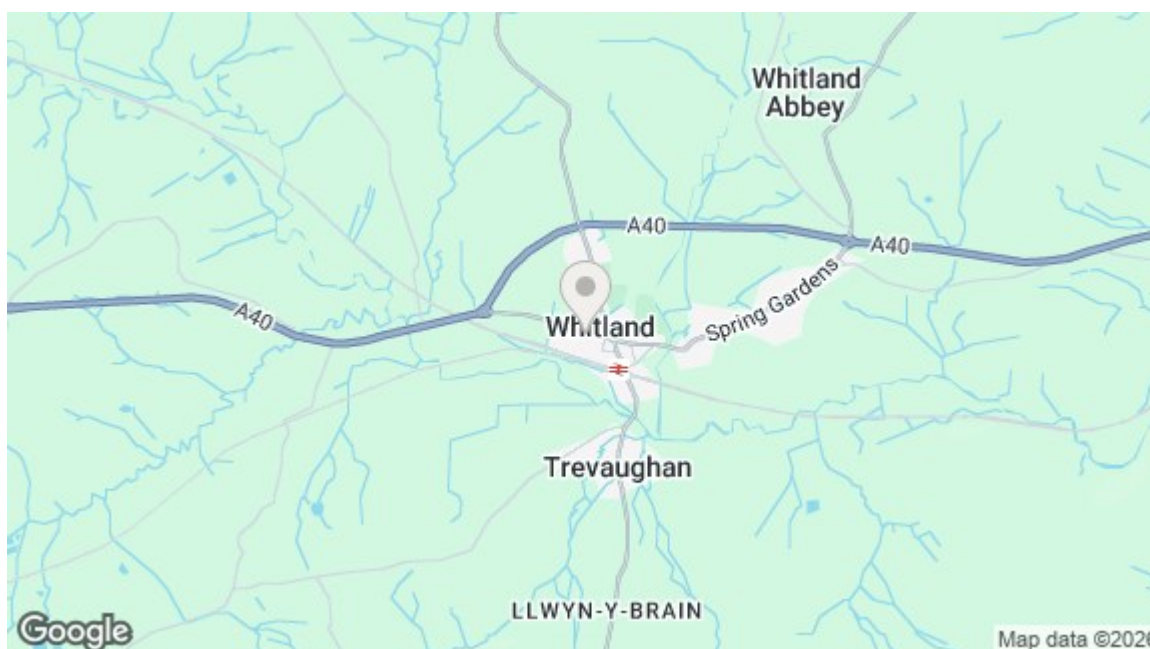 Whitland
Abbey
A40
A40
A40
Spring Gardens
Whitland
Trevaughan
LLWYN-Y-BRAIN
Google
Map data ©2026